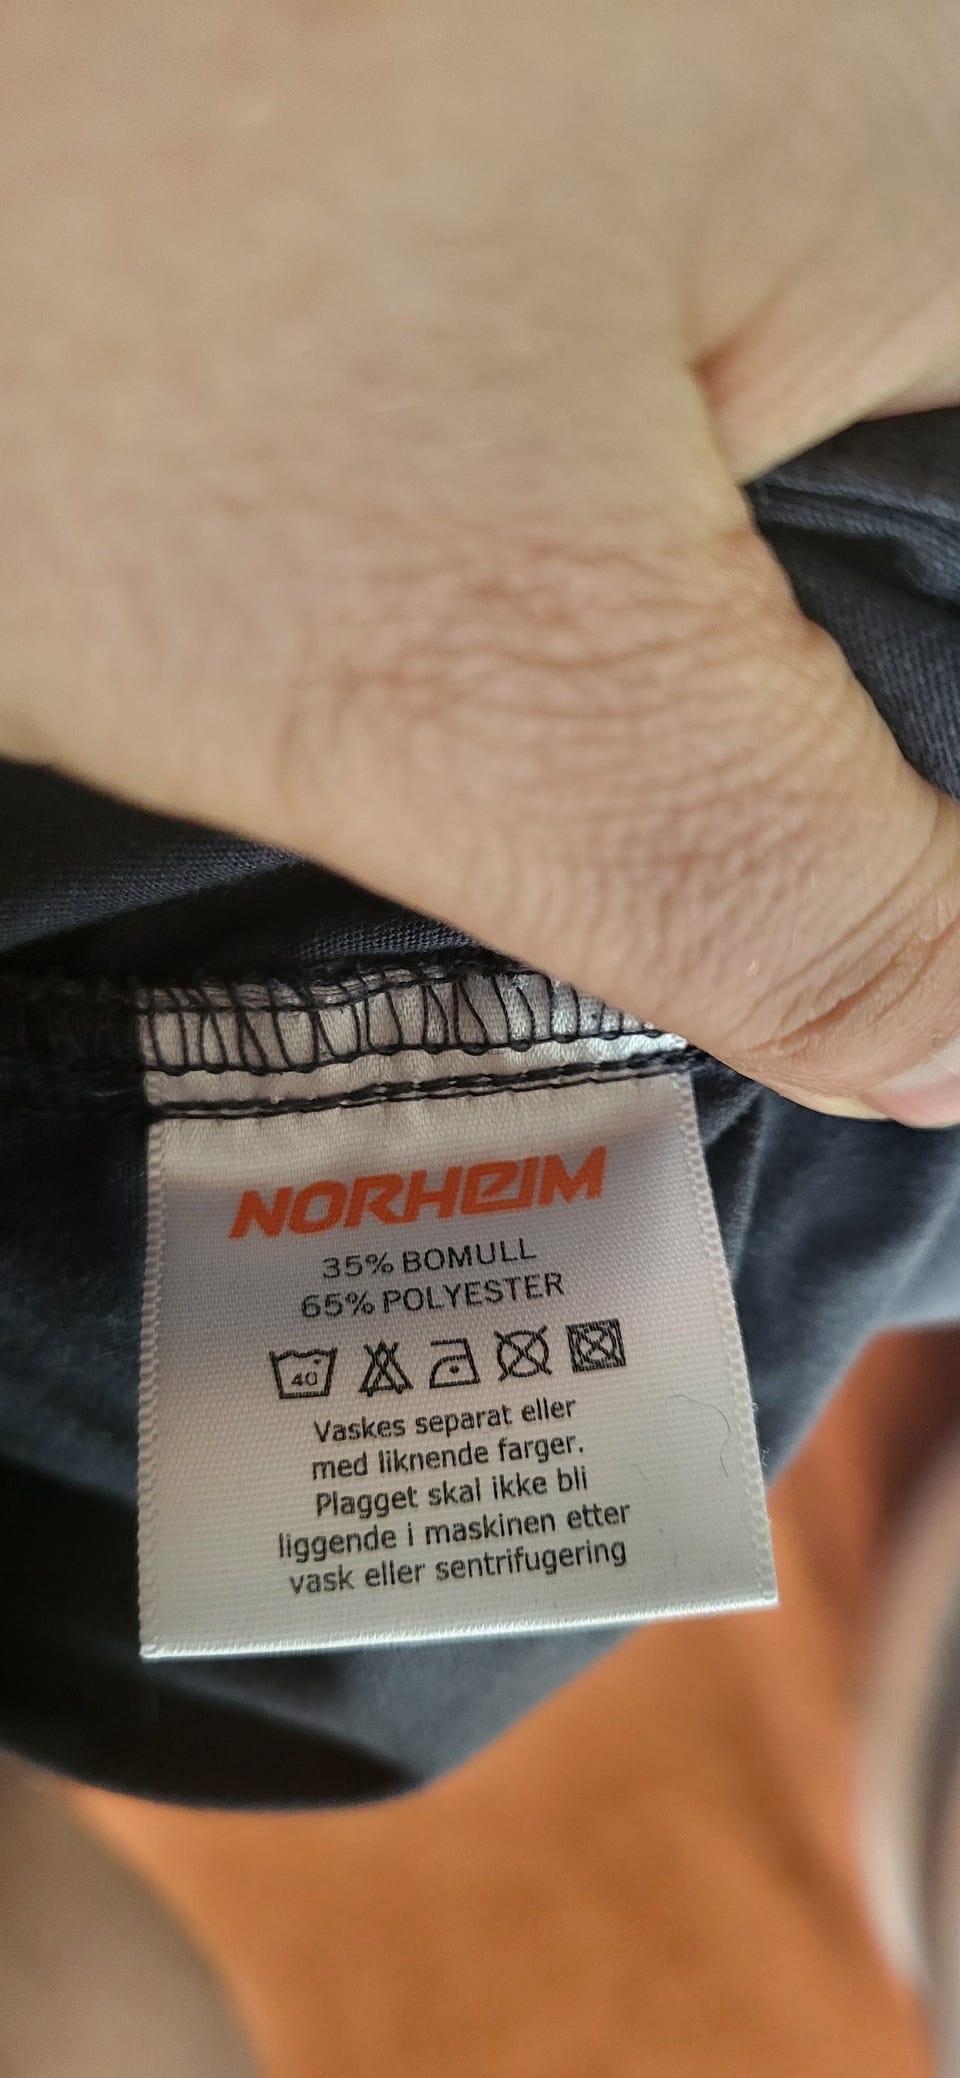 NORHEIM
35% BOMULL
65% POLYESTER
40°
Vaskes separat eller
med liknende farger.
Plagget skal ikke bli
liggende i maskinen etter
vask eller sentrifugering